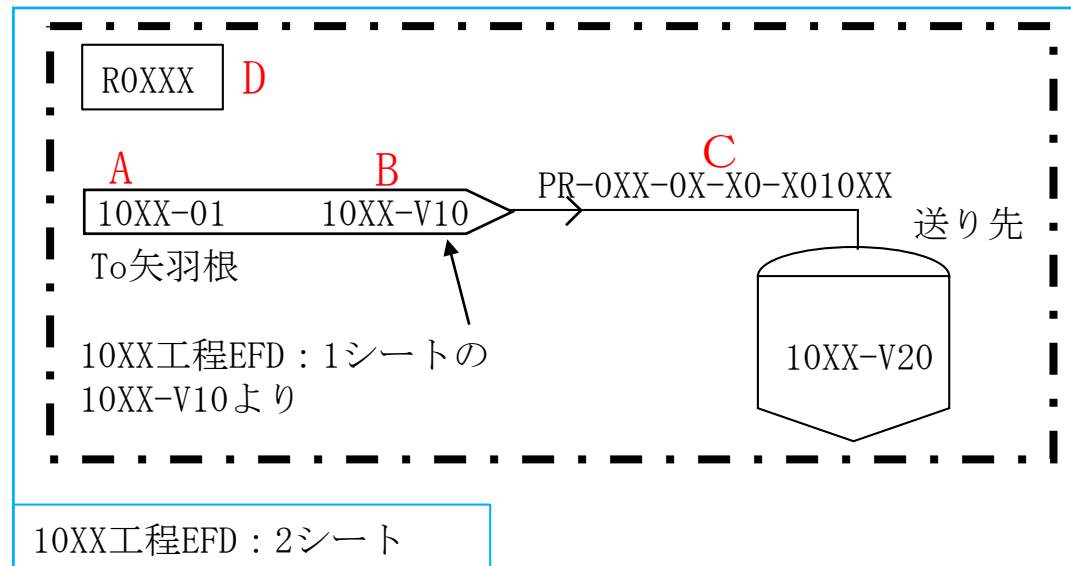 R0XXX
D
A
B
C
PR-0XX-0X-X0-X010XX
10XX-01
10XX-V10
送り先
To矢羽根
10XX工程EFD：1シートの
10XX-V10より
10XX-V20
10XX工程EFD：2シート